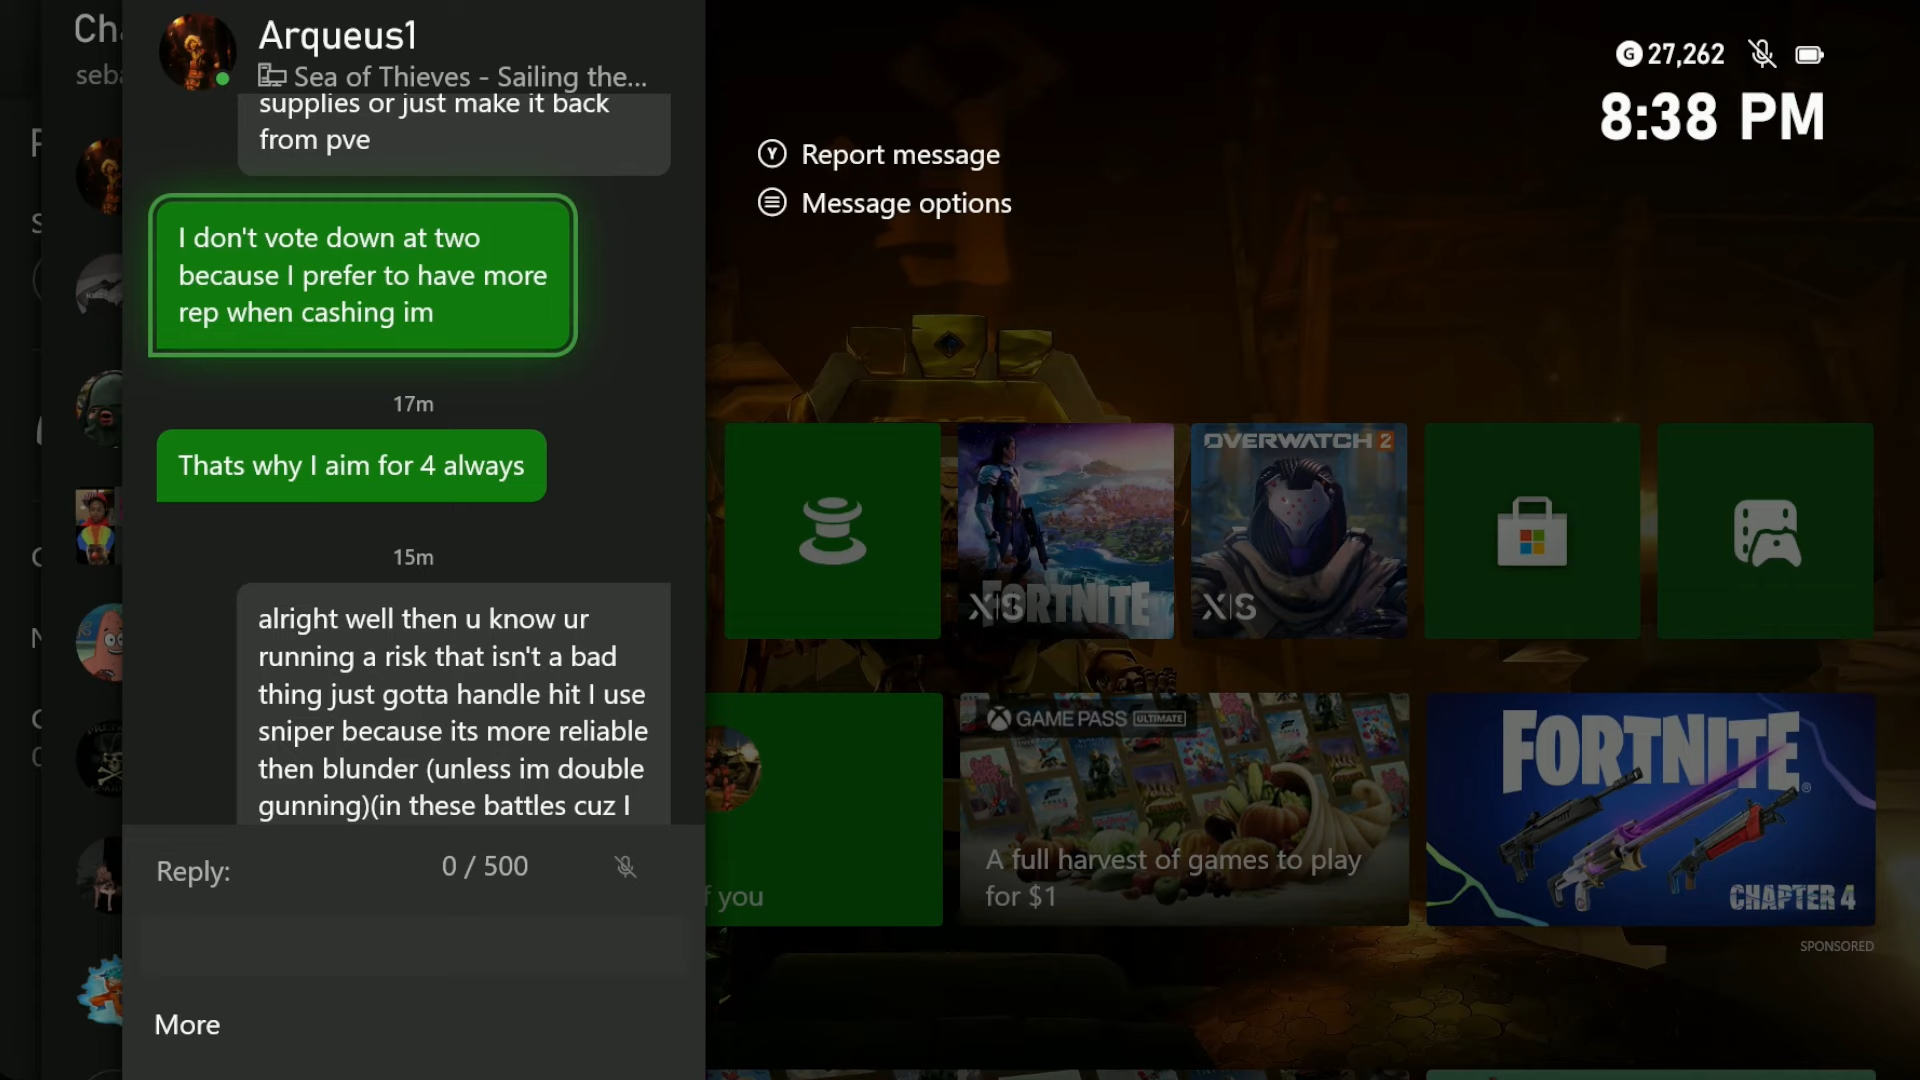 Ch
seba
Arqueus1
Sea of Thieves - Sailing the...
supplies or just make it back
from pve
I don't vote down at two
because I prefer to have more
rep when cashing im
17m
Thats why I aim for 4 always
15m
alright well then u know ur
running a risk that isn't a bad
thing just gotta handle hit I use
sniper because its more reliable
then blunder (unless im double
gunning)(in these battles cuz I
Reply:
0 / 500
More
G 27,262
8:38 PM
Y Report message
Message options
X|S
FORTNITE
OVERWATCH 2
X|S
f you
GAME PASS ULTIMATE
A full harvest of games to play
for $1
FORTNITE
CHAPTER 4
SPONSORED